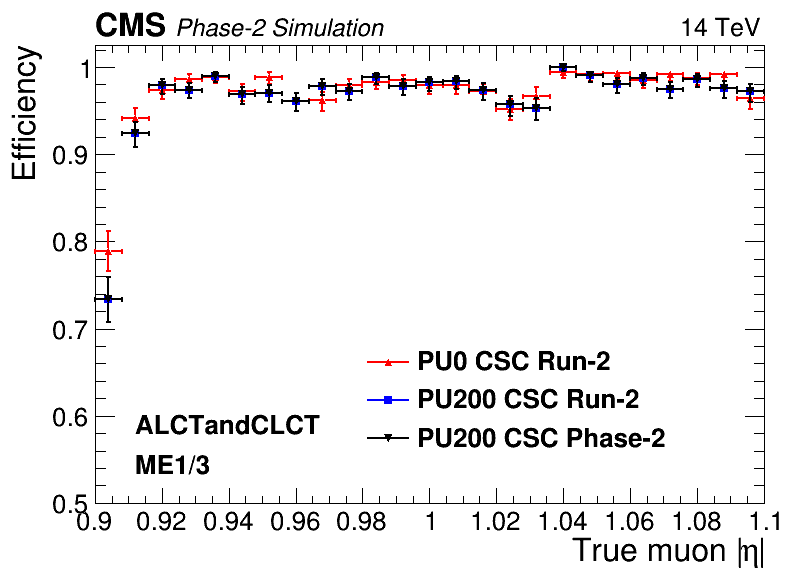 CMS Phase-2 Simulation 14 TeV
Efficiency
1
0.9
0.8
0.7
0.6
0.5
PU0 CSC Run-2
PU200 CSC Run-2
PU200 CSC Phase-2
ALCTandCLCT
ME1/3
0.9 0.92 0.94 0.96 0.98 1 1.02 1.04 1.06 1.08 1.1
True muon |η|